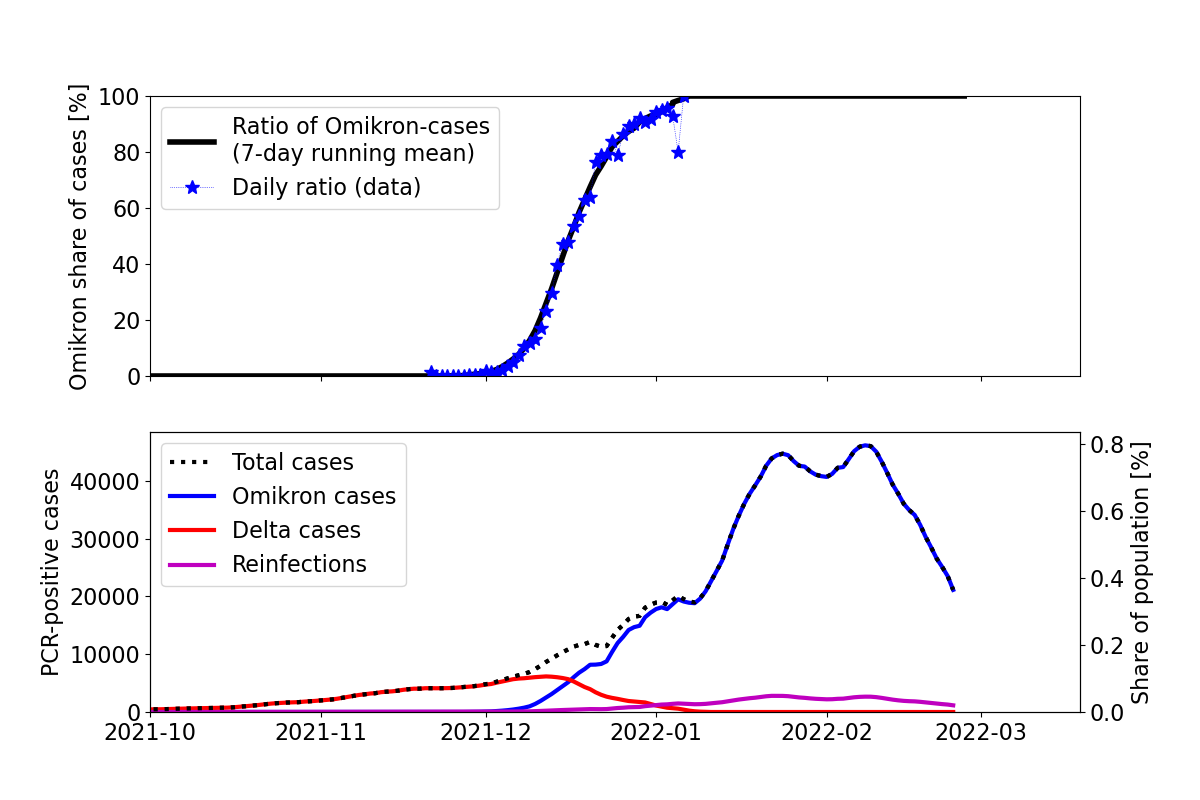 Omikron share of cases [%]
100
80
60
40
20
0
Ratio of Omikron-cases
(7-day running mean)
Daily ratio (data)
PCR-positive cases
40000
30000
20000
10000
0
Total cases
Omikron cases
Delta cases
Reinfections
0.8
0.6
0.4
0.2
0.0
Share of population [%]
2021-10
2021-11
2021-12
2022-01
2022-02
2022-03